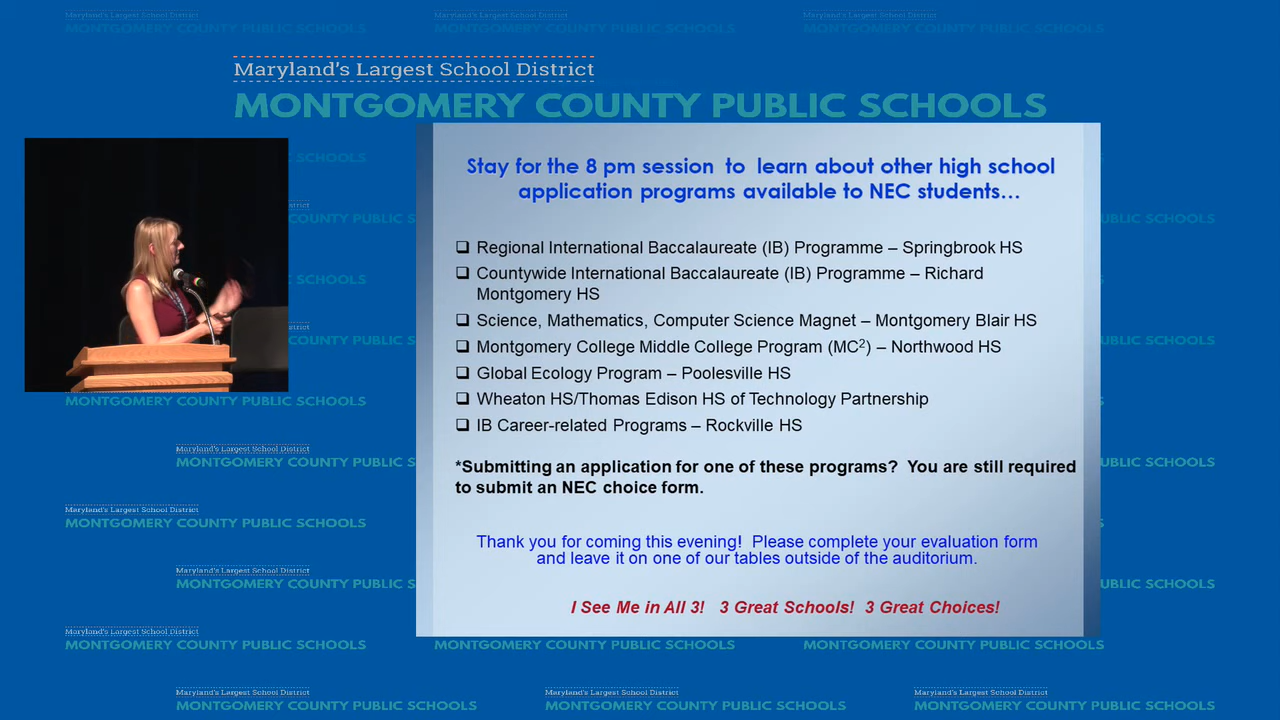 Maryland's Largest School District
MONTGOMERY COUNTY PUBLIC SCHOOLS
Stay for the 8 pm session to learn about other high school
application programs available to NEC students…
❑ Regional International Baccalaureate (IB) Programme – Springbrook HS
❑ Countywide International Baccalaureate (IB) Programme – Richard
Montgomery HS
❑ Science, Mathematics, Computer Science Magnet – Montgomery Blair HS
❑ Montgomery College Middle College Program (MC²) – Northwood HS
❑ Global Ecology Program – Poolesville HS
❑ Wheaton HS/Thomas Edison HS of Technology Partnership
❑ IB Career-related Programs – Rockville HS
*Submitting an application for one of these programs? You are still required
to submit an NEC choice form.
Thank you for coming this evening! Please complete your evaluation form
and leave it on one of our tables outside of the auditorium.
I See Me in All 3! 3 Great Schools! 3 Great Choices!